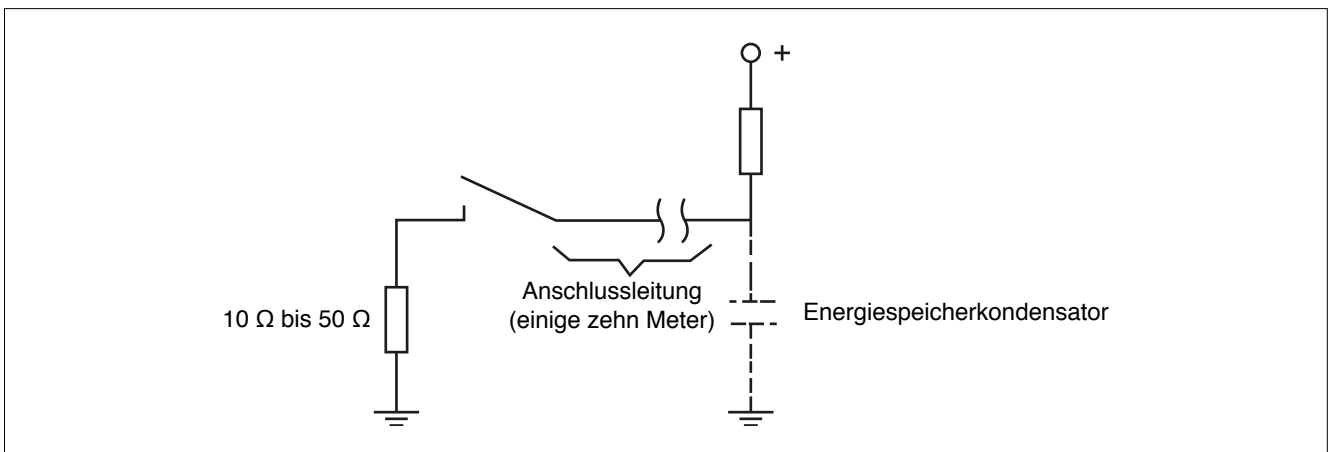 +
10 Ω bis 50 Ω
Anschlussleitung
(einige zehn Meter)
Energiespeicherkondensator